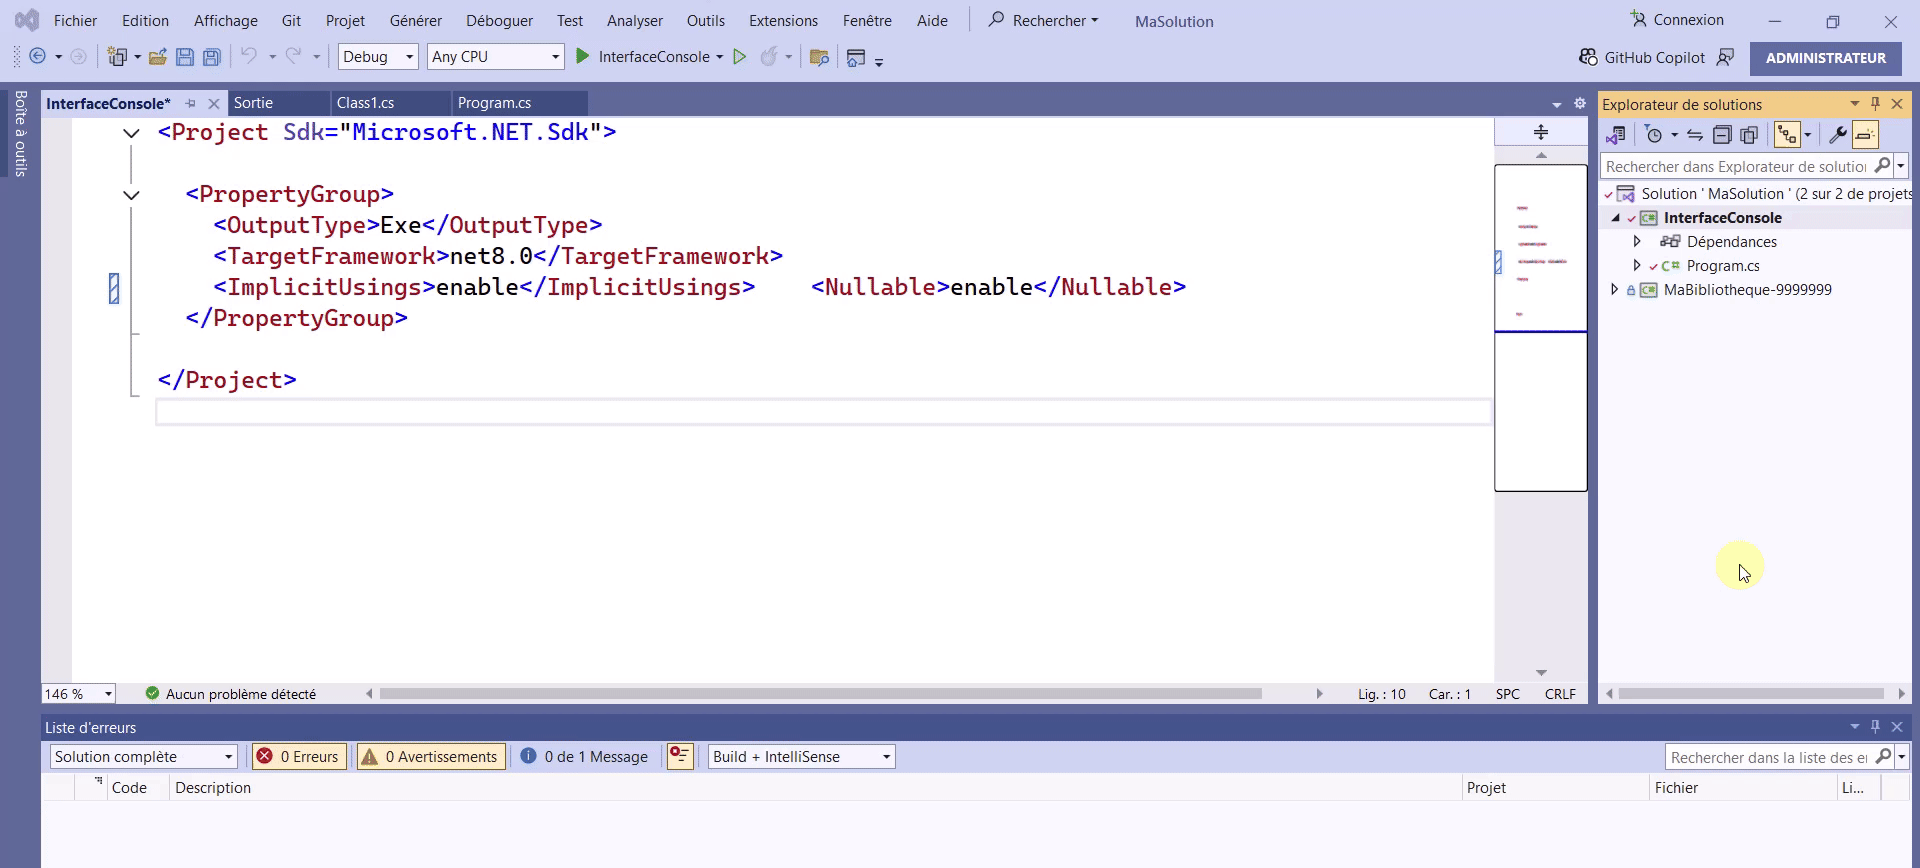 Fichier Edition Affichage Git Projet Générer Déboguer Test Analyser Outils Extensions Fenêtre Aide Rechercher MaSolution Connexion
Debug Any CPU InterfaceConsole GitHub Copilot ADMINISTRATEUR
Boîte à outils
InterfaceConsole* Sortie Class1.cs Program.cs
<Project Sdk="Microsoft.NET.Sdk">
<PropertyGroup>
<OutputType>Exe</OutputType>
<TargetFramework>net8.0</TargetFramework>
<ImplicitUsings>enable</ImplicitUsings> <Nullable>enable</Nullable>
</PropertyGroup>
</Project>
146 % Aucun problème détecté Lig. : 10 Car. : 1 SPC CRLF
Explorateur de solutions
Rechercher dans Explorateur de solutio
Solution ' MaSolution ' (2 sur 2 de projets
InterfaceConsole
Dépendances
C# Program.cs
MaBibliotheque-9999999
Liste d'erreurs
Solution complète 0 Erreurs 0 Avertissements 0 de 1 Message Build + IntelliSense Rechercher dans la liste des er
Code Description Projet Fichier Li...